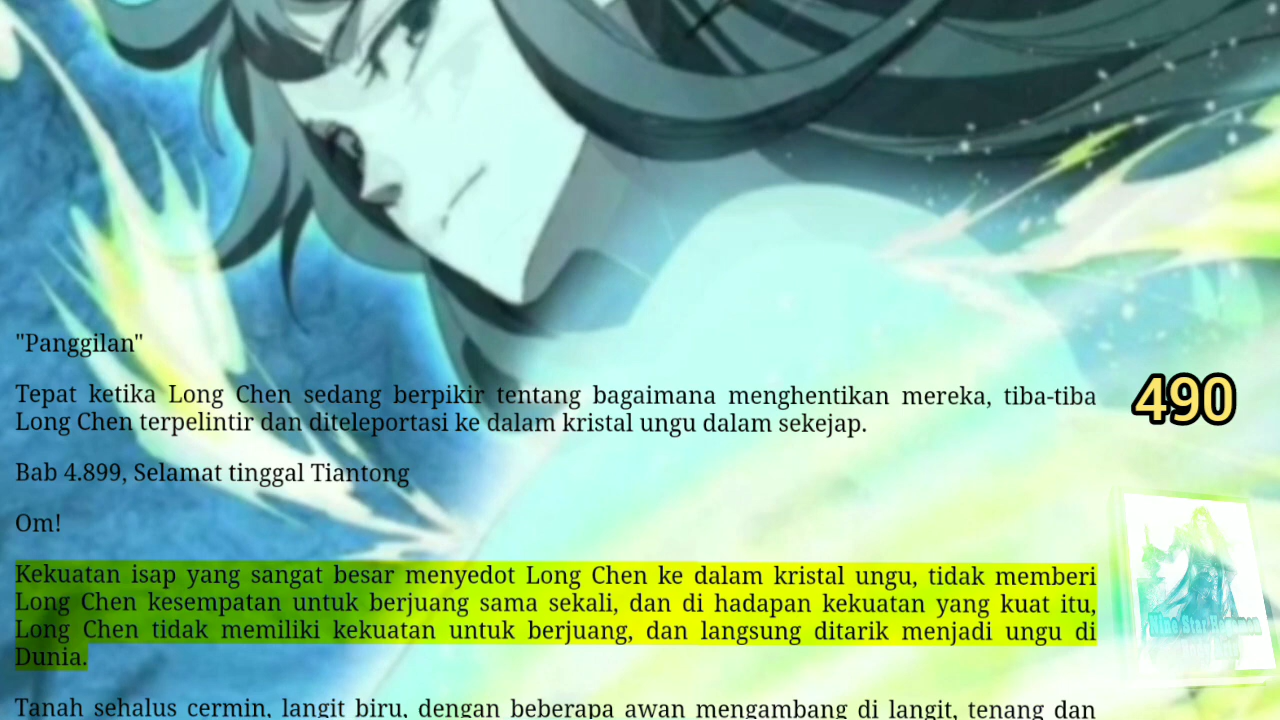 "Panggilan"
Tepat ketika Long Chen sedang berpikir tentang bagaimana menghentikan mereka, tiba-tiba
Long Chen terpelintir dan diteleportasi ke dalam kristal ungu dalam sekejap.
490
Bab 4.899, Selamat tinggal Tiantong
Om!
Kekuatan isap yang sangat besar menyedot Long Chen ke dalam kristal ungu, tidak memberi
Long Chen kesempatan untuk berjuang sama sekali, dan di hadapan kekuatan yang kuat itu,
Long Chen tidak memiliki kekuatan untuk berjuang, dan langsung ditarik menjadi ungu di
Dunia.
Tanah sehalus cermin, langit biru, dengan beberapa awan mengambang di langit, tenang dan